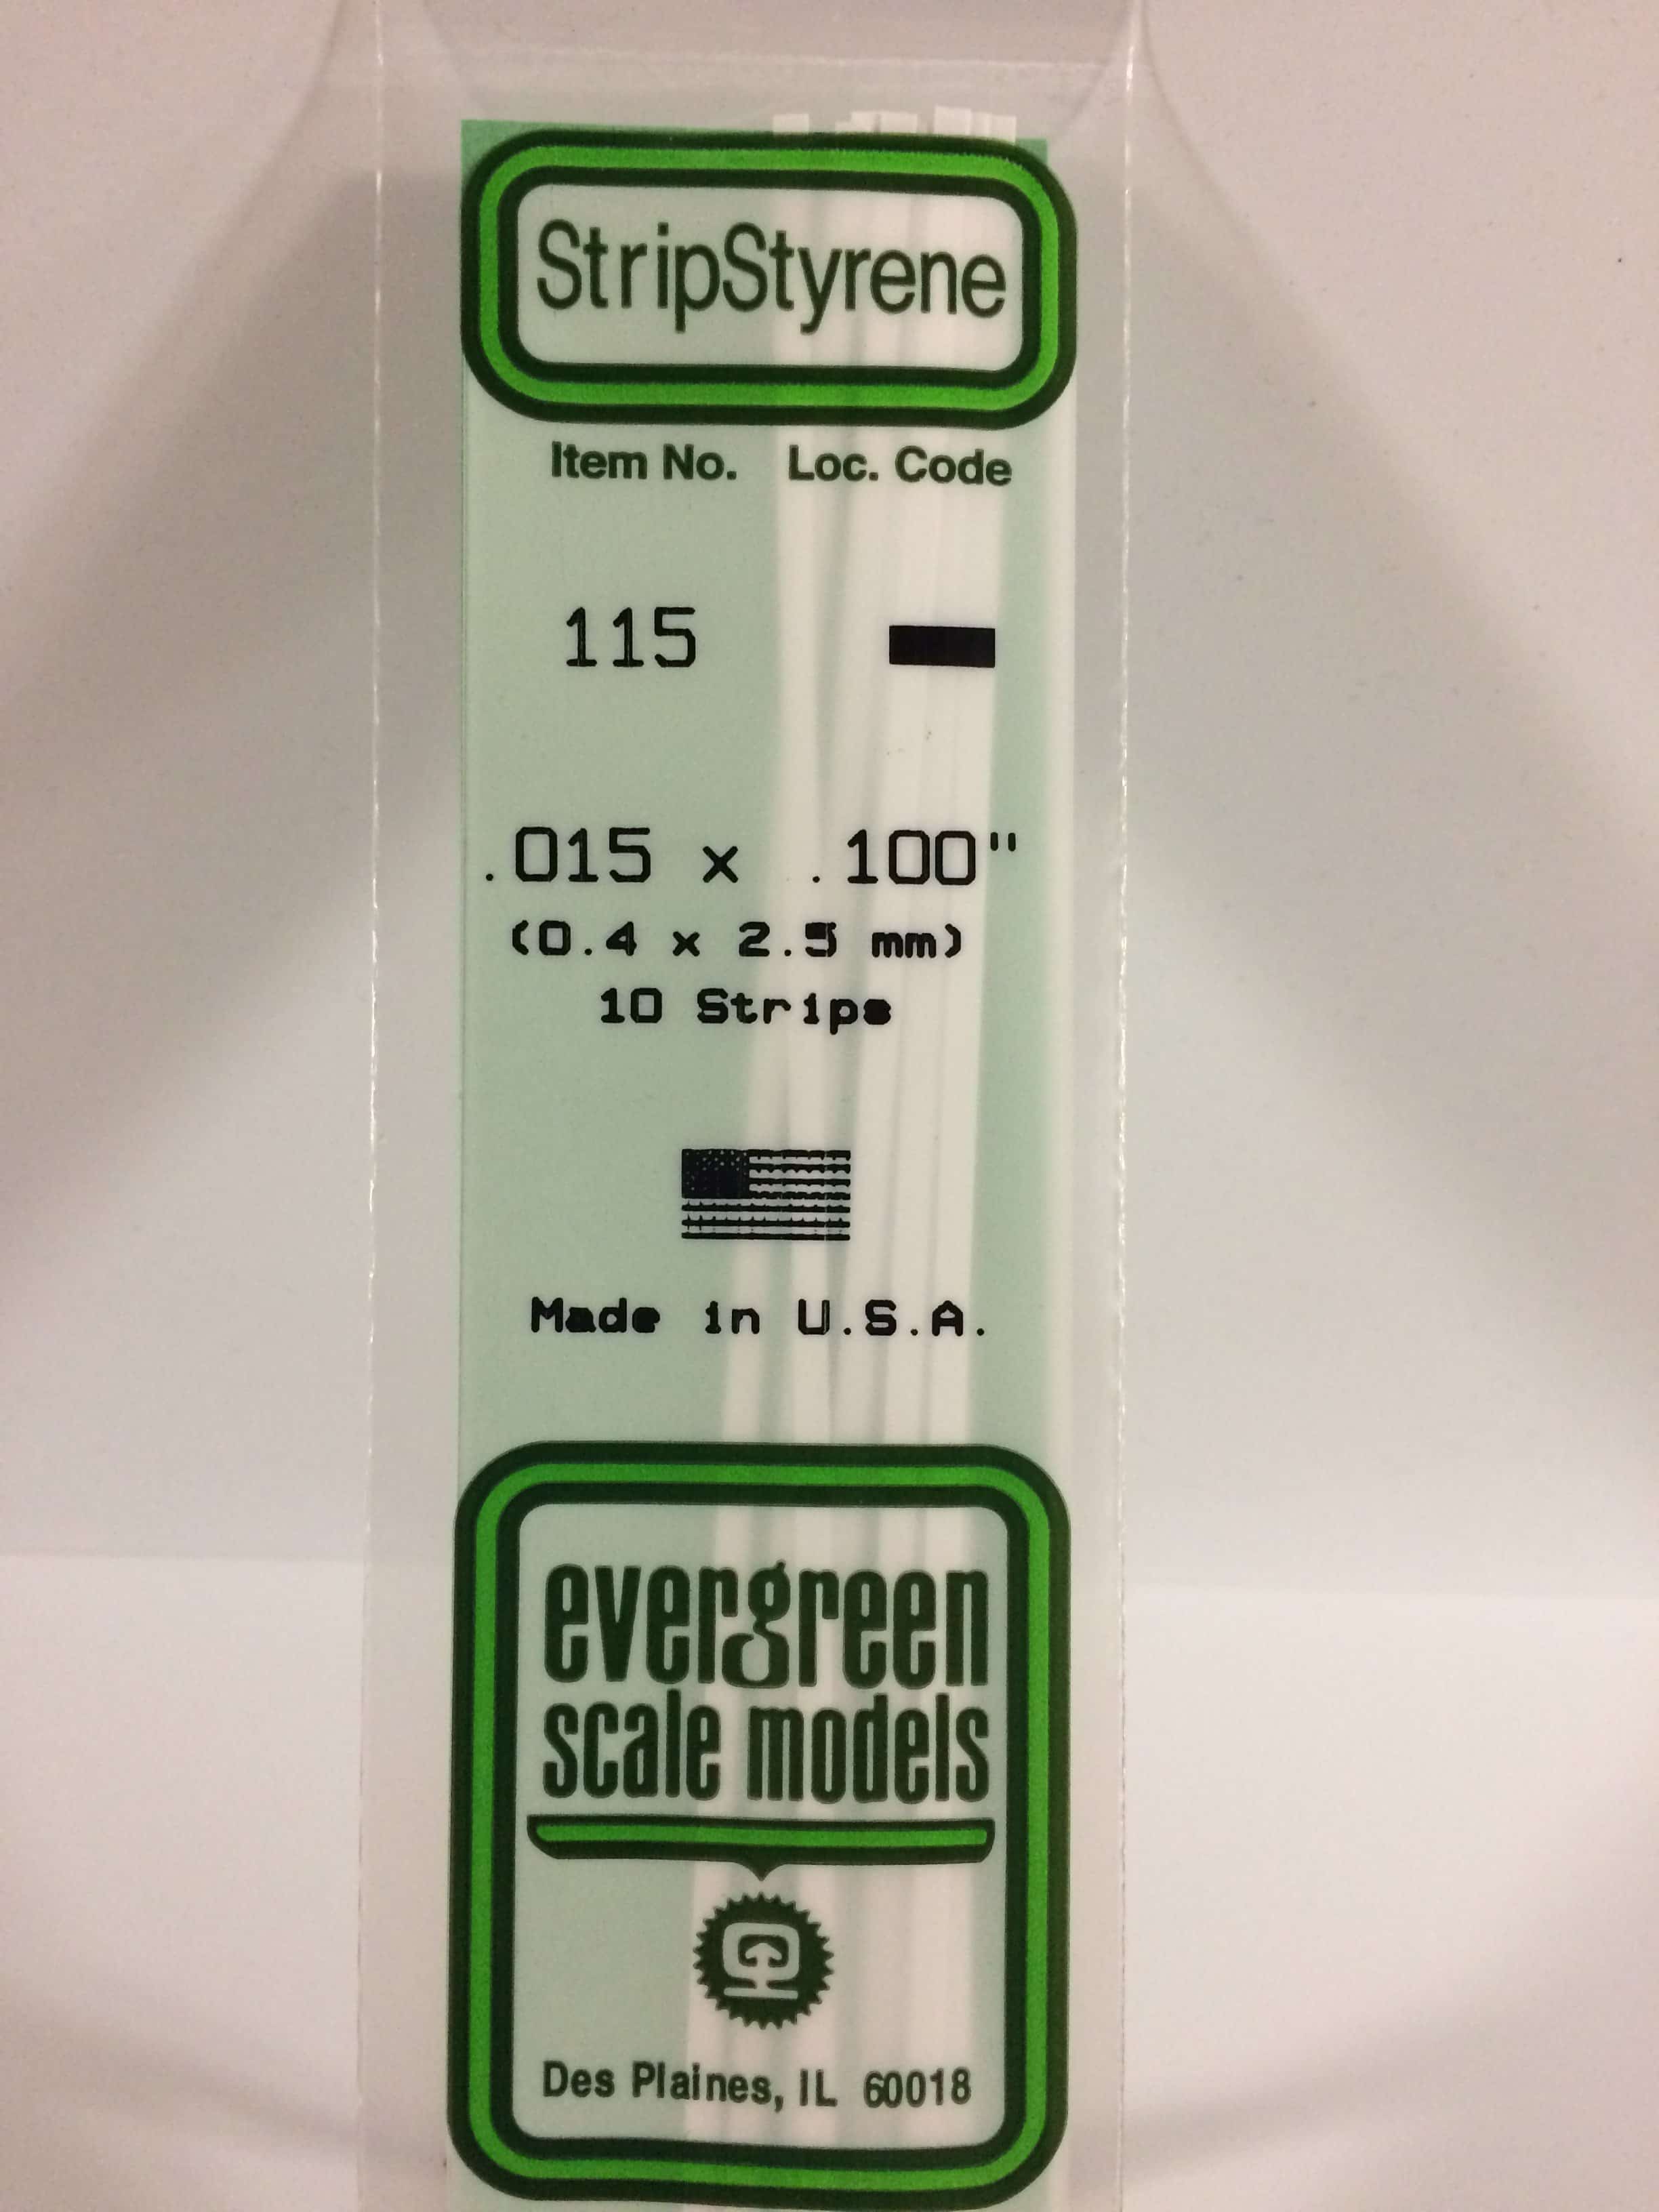 StripStyrene
Item No. Loc. Code
115
.015 x .100"
(0.4 x 2.5 mm)
10 Strips
Made in U.S.A.
evergreen
scale models
Des Plaines, IL 60018